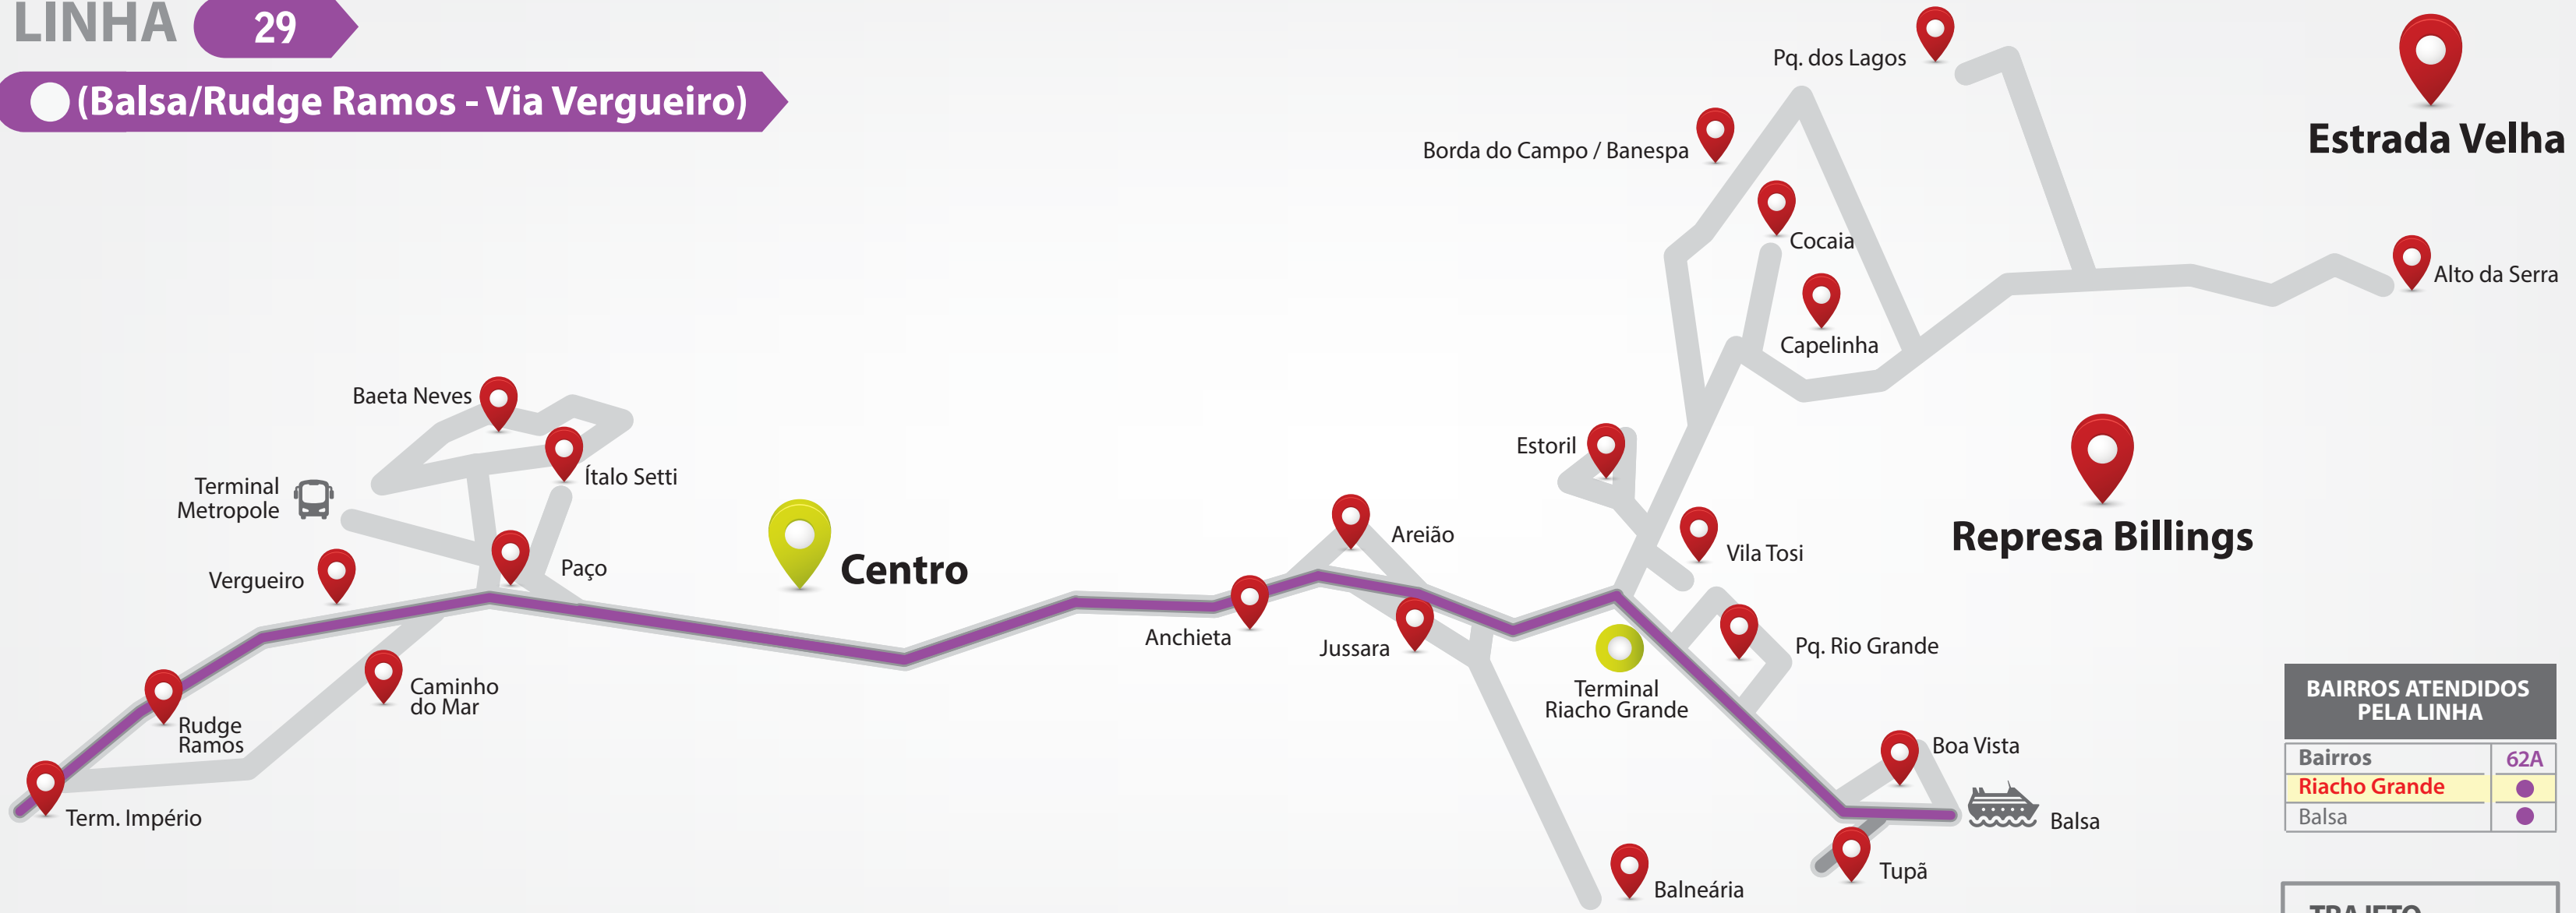 LINHA 29
(Balsa/Rudge Ramos - Via Vergueiro)
Pq. dos Lagos
Estrada Velha
Borda do Campo / Banespa
Cocaia
Alto da Serra
Capelinha
Baeta Neves
Ítalo Setti
Estoril
Terminal
Metropole
Represa Billings
Areião
Vila Tosi
Vergueiro
Paço
Centro
Anchieta
Jussara
Pq. Rio Grande
Caminho
do Mar
Terminal
Riacho Grande
Rudge
Ramos
Boa Vista
Term. Império
Balsa
Tupã
Balneária
BAIRROS ATENDIDOS
PELA LINHA
Bairros 62A
Riacho Grande
Balsa
TRAJETO